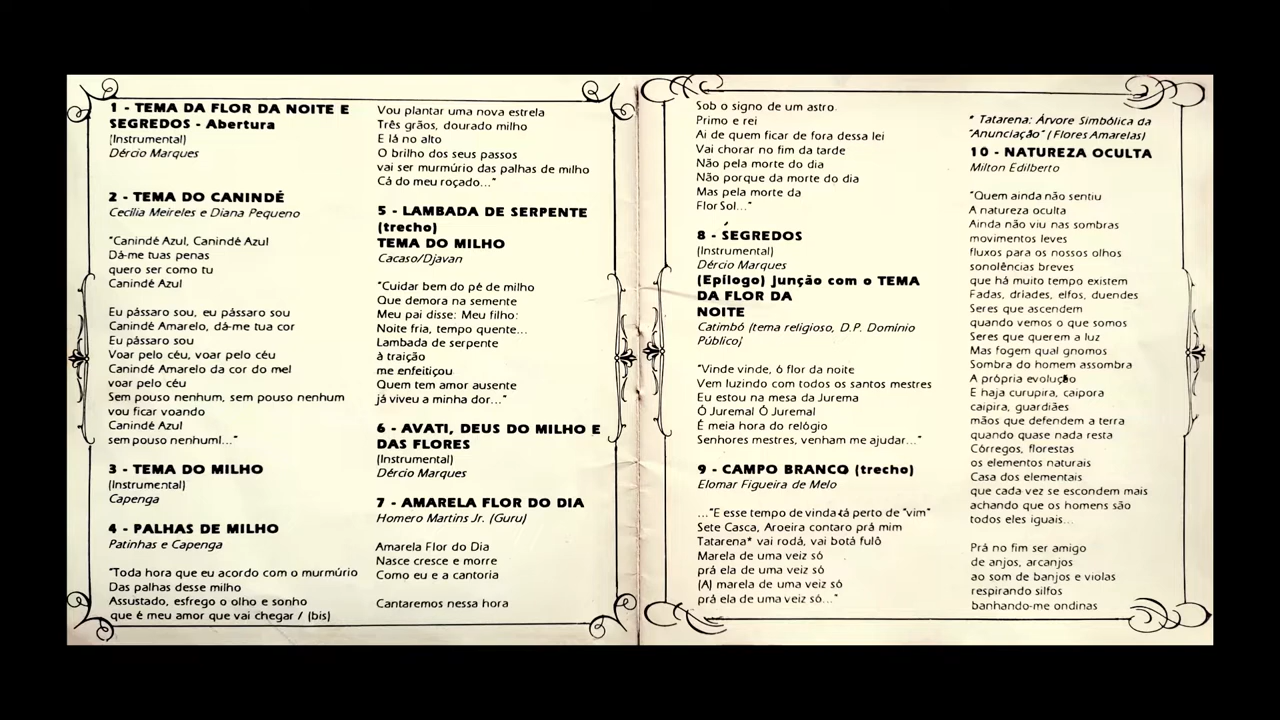 1 - TEMA DA FLOR DA NOITE E
SEGREDOS - Abertura
(Instrumental)
Dércio Marques
2 - TEMA DO CANINDÉ
Cecília Meireles e Diana Pequeno
"Canindé Azul, Canindé Azul
Dá-me tuas penas
quero ser como tu
Canindé Azul
Eu pássaro sou, eu pássaro sou
Canindé Amarelo, dá-me tua cor
Eu pássaro sou
Voar pelo céu, voar pelo céu
Canindé Amarelo da cor do mel
voar pelo céu
Sem pouso nenhum, sem pouso nenhum
vou ficar voando
Canindé Azul
sem pouso nenhuml..."
3 - TEMA DO MILHO
(Instrumental)
Capenga
4 - PALHAS DE MILHO
Patinhas e Capenga
"Toda hora que eu acordo com o murmúrio
Das palhas desse milho
Assustado, esfrego o olho e sonho
que é meu amor que vai chegar / (bis)
Vou plantar uma nova estrela
Três grãos, dourado milho
E lá no alto
O brilho dos seus passos
vai ser murmúrio das palhas de milho
Cá do meu roçado..."
5 - LAMBADA DE SERPENTE
(trecho)
TEMA DO MILHO
Cacaso/Djavan
"Cuidar bem do pé de milho
Que demora na semente
Meu pai disse: Meu filho:
Noite fria, tempo quente...
Lambada de serpente
à traição
me enfeitiçou
Quem tem amor ausente
já viveu a minha dor..."
6 - AVATI, DEUS DO MILHO E
DAS FLORES
(Instrumental)
Dércio Marques
7 - AMARELA FLOR DO DIA
Homero Martins Jr. (Guru)
Amarela Flor do Dia
Nasce cresce e morre
Como eu e a cantoria
Cantaremos nessa hora
Sob o signo de um astro
Primo e rei
Ai de quem ficar de fora dessa lei
Vai chorar no fim da tarde
Não pela morte do dia
Não porque da morte do dia
Mas pela morte da
Flor Sol..."
8 - SEGREDOS
(Instrumental)
Dércio Marques
(Epílogo) Junção com o TEMA
DA FLOR DA
NOITE
Catimbó (tema religioso, D.P. Domínio
Público)
"Vinde vinde, ó flor da noite
Vem luzindo com todos os santos mestres
Eu estou na mesa da Jurema
Ó Juremal Ó Juremal
É meia hora do relógio
Senhores mestres, venham me ajudar..."
9 - CAMPO BRANCO (trecho)
Elomar Figueira de Melo
..."E esse tempo de vinda tá perto de "vim"
Sete Casca, Aroeira contaro prá mim
Tatarena* vai rodá, vai botá fulô
Marela de uma veiz só
prá ela de uma veiz só
(A) marela de uma veiz só
prá ela de uma veiz só..."
* Tatarena: Árvore Simbólica da
"Anunciação" (Flores Amarelas)
10 - NATUREZA OCULTA
Milton Edilberto
"Quem ainda não sentiu
A natureza oculta
Ainda não viu nas sombras
movimentos leves
fluxos para os nossos olhos
sonolências breves
que há muito tempo existem
Fadas, dríades, elfos, duendes
Seres que ascendem
quando vemos o que somos
Seres que querem a luz
Mas fogem qual gnomos
Sombra do homem assombra
A própria evolução
E haja curupira, caipora
caipira, guardiães
mãos que defendem a terra
quando quase nada resta
Córregos, florestas
os elementos naturais
Casa dos elementais
que cada vez se escondem mais
achando que os homens são
todos eles iguais...
Prá no fim ser amigo
de anjos, arcanjos
ao som de banjos e violas
respirando silfos
banhando-me ondinas